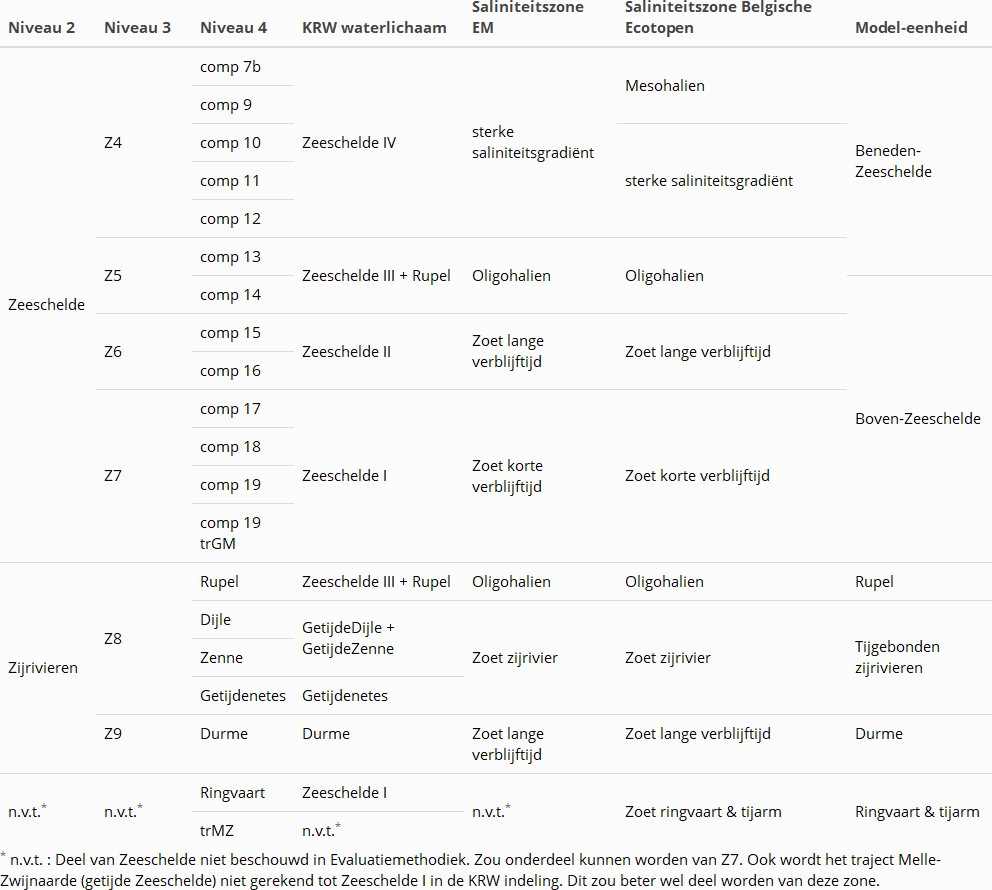 Niveau 2 Niveau 3 Niveau 4 KRW waterlichaam Saliniteitszone EM Saliniteitszone Belgische Ecotopen Model-eenheid
Zeeschelde
Z4
comp 7b
comp 9
comp 10
comp 11
comp 12
Zeeschelde IV
sterke
saliniteitsgradiënt
Mesohalien
sterke saliniteitsgradiënt
Beneden-
Zeeschelde
Z5
comp 13
comp 14
Zeeschelde III + Rupel
Oligohalien
Oligohalien
Z6
comp 15
comp 16
Zeeschelde II
Zoet lange
verblijftijd
Zoet lange verblijftijd
Boven-Zeeschelde
Z7
comp 17
comp 18
comp 19
comp 19
trGM
Zeeschelde I
Zoet korte
verblijftijd
Zoet korte verblijftijd
Zijrivieren
Z8
Rupel
Zeeschelde III + Rupel
Oligohalien
Oligohalien
Rupel
Dijle
Zenne
GetijdeDijle +
GetijdeZenne
Getijdenetes
Getijdenetes
Zoet zijrivier
Zoet zijrivier
Tijgebonden
zijrivieren
Z9
Durme
Durme
Zoet lange
verblijftijd
Zoet lange verblijftijd
Durme
n.v.t.*
n.v.t.*
Ringvaart
Zeeschelde I
trMZ
n.v.t.*
n.v.t.*
Zoet ringvaart & tijarm
Ringvaart & tijarm
* n.v.t. : Deel van Zeeschelde niet beschouwd in Evaluatiemethodiek. Zou onderdeel kunnen worden van Z7. Ook wordt het traject Melle-
Zwijnaarde (getijde Zeeschelde) niet gerekend tot Zeeschelde I in de KRW indeling. Dit zou beter wel deel worden van deze zone.